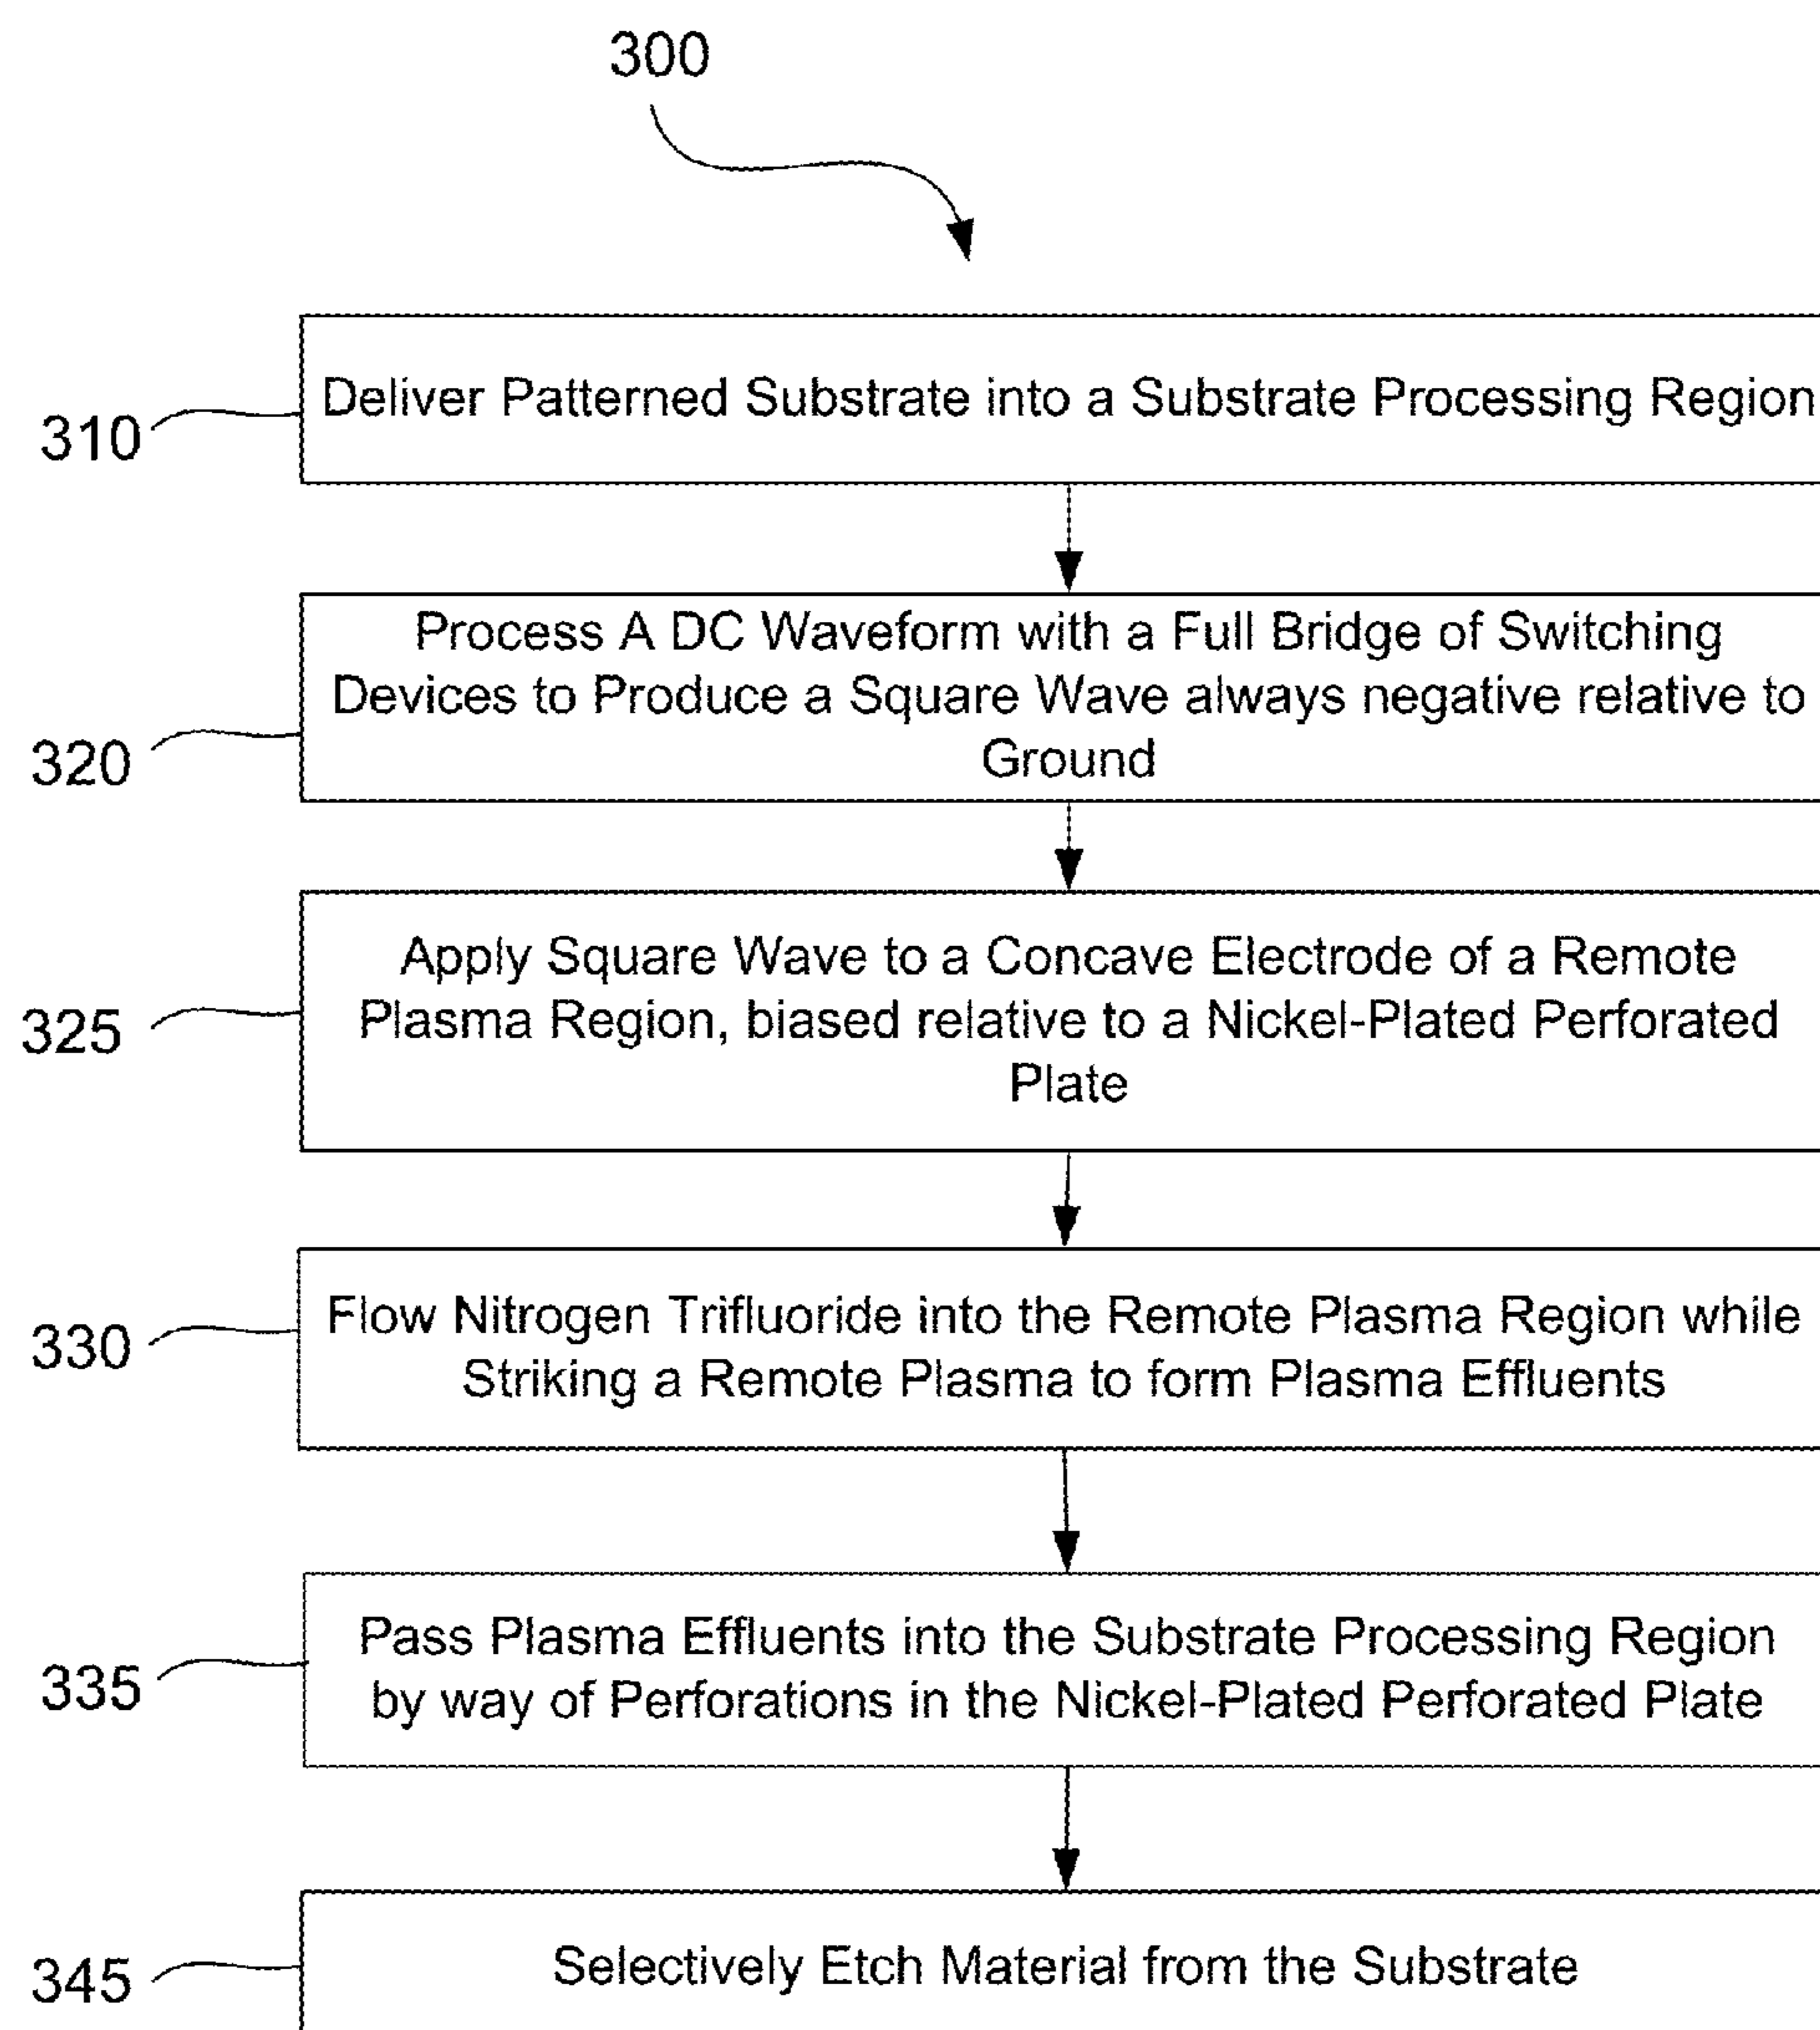 300
310
Deliver Patterned Substrate into a Substrate Processing Region
320
Process A DC Waveform with a Full Bridge of Switching
Devices to Produce a Square Wave always negative relative to
Ground
325
Apply Square Wave to a Concave Electrode of a Remote
Plasma Region, biased relative to a Nickel-Plated Perforated
Plate
330
Flow Nitrogen Trifluoride into the Remote Plasma Region while
Striking a Remote Plasma to form Plasma Effluents
335
Pass Plasma Effluents into the Substrate Processing Region
by way of Perforations in the Nickel-Plated Perforated Plate
345
Selectively Etch Material from the Substrate